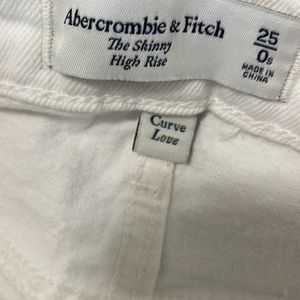 Abercrombie & Fitch
The Skinny
High Rise
25
0s
MADE IN
CHINA
Curve
Love